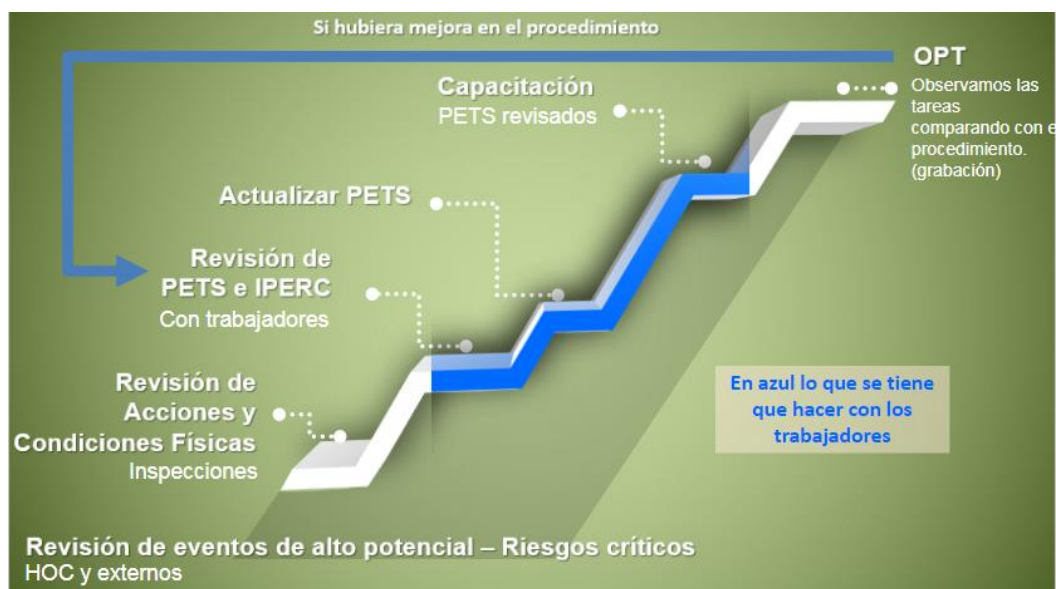 Si hubiera mejora en el procedimiento
OPT
Observamos las
tareas
comparando con e
procedimiento.
(grabación)
Capacitación
PETS revisados
Actualizar PETS
Revisión de
PETS e IPERC
Con trabajadores
Revisión de
Acciones y
Condiciones Físicas
Inspecciones
En azul lo que se tiene
que hacer con los
trabajadores
Revisión de eventos de alto potencial – Riesgos críticos
HOC y externos